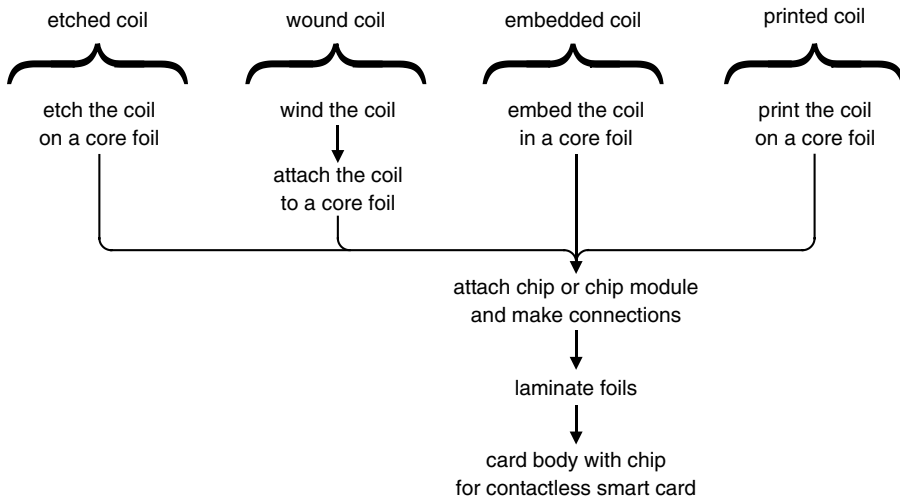 etched coil
wound coil
embedded coil
printed coil
etch the coil
on a core foil
wind the coil
attach the coil
to a core foil
embed the coil
in a core foil
print the coil
on a core foil
attach chip or chip module
and make connections
laminate foils
card body with chip
for contactless smart card